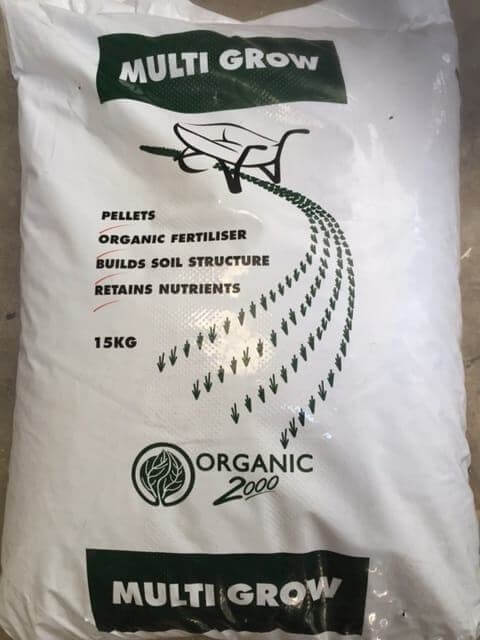 MULTI GROW
PELLETS
ORGANIC FERTILISER
BUILDS SOIL STRUCTURE
RETAINS NUTRIENTS
15KG
ORGANIC
2000
MULTI GROW